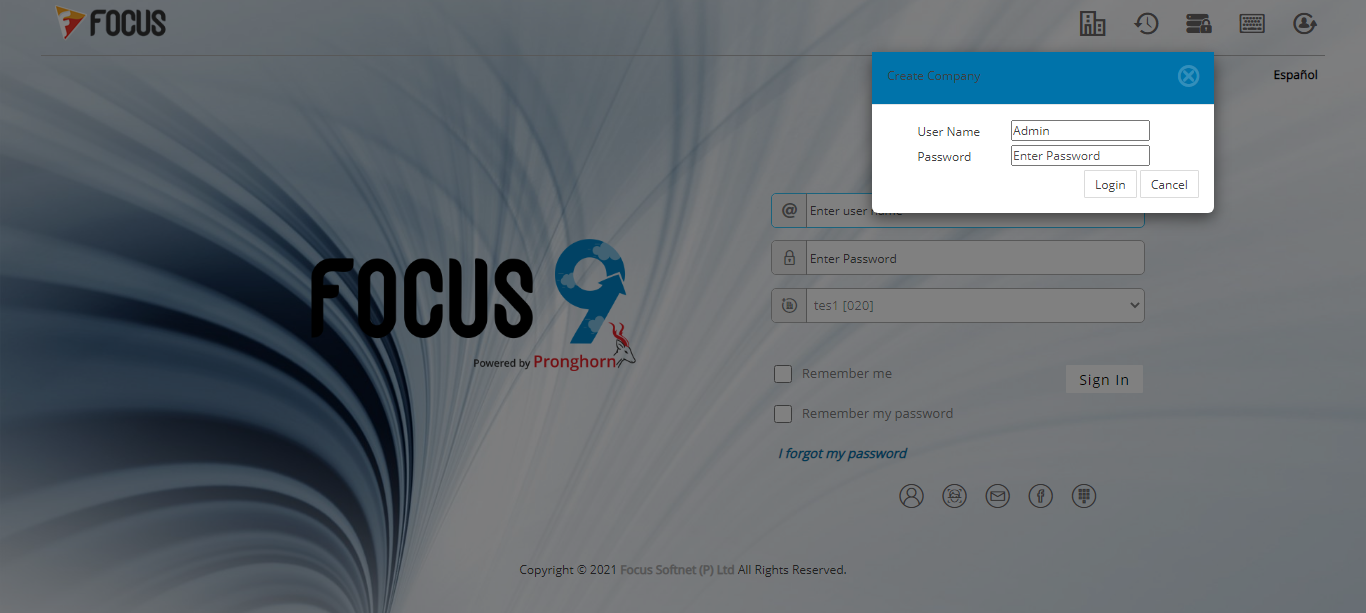 FOCUS
Create Company
Español
User Name Admin
Password Enter Password
Login Cancel
@ Enter user name
Enter Password
tes1 [020]
FOCUS 9
Powered by Pronghorn
Remember me
Sign In
Remember my password
I forgot my password
Copyright © 2021 Focus Softnet (P) Ltd All Rights Reserved.